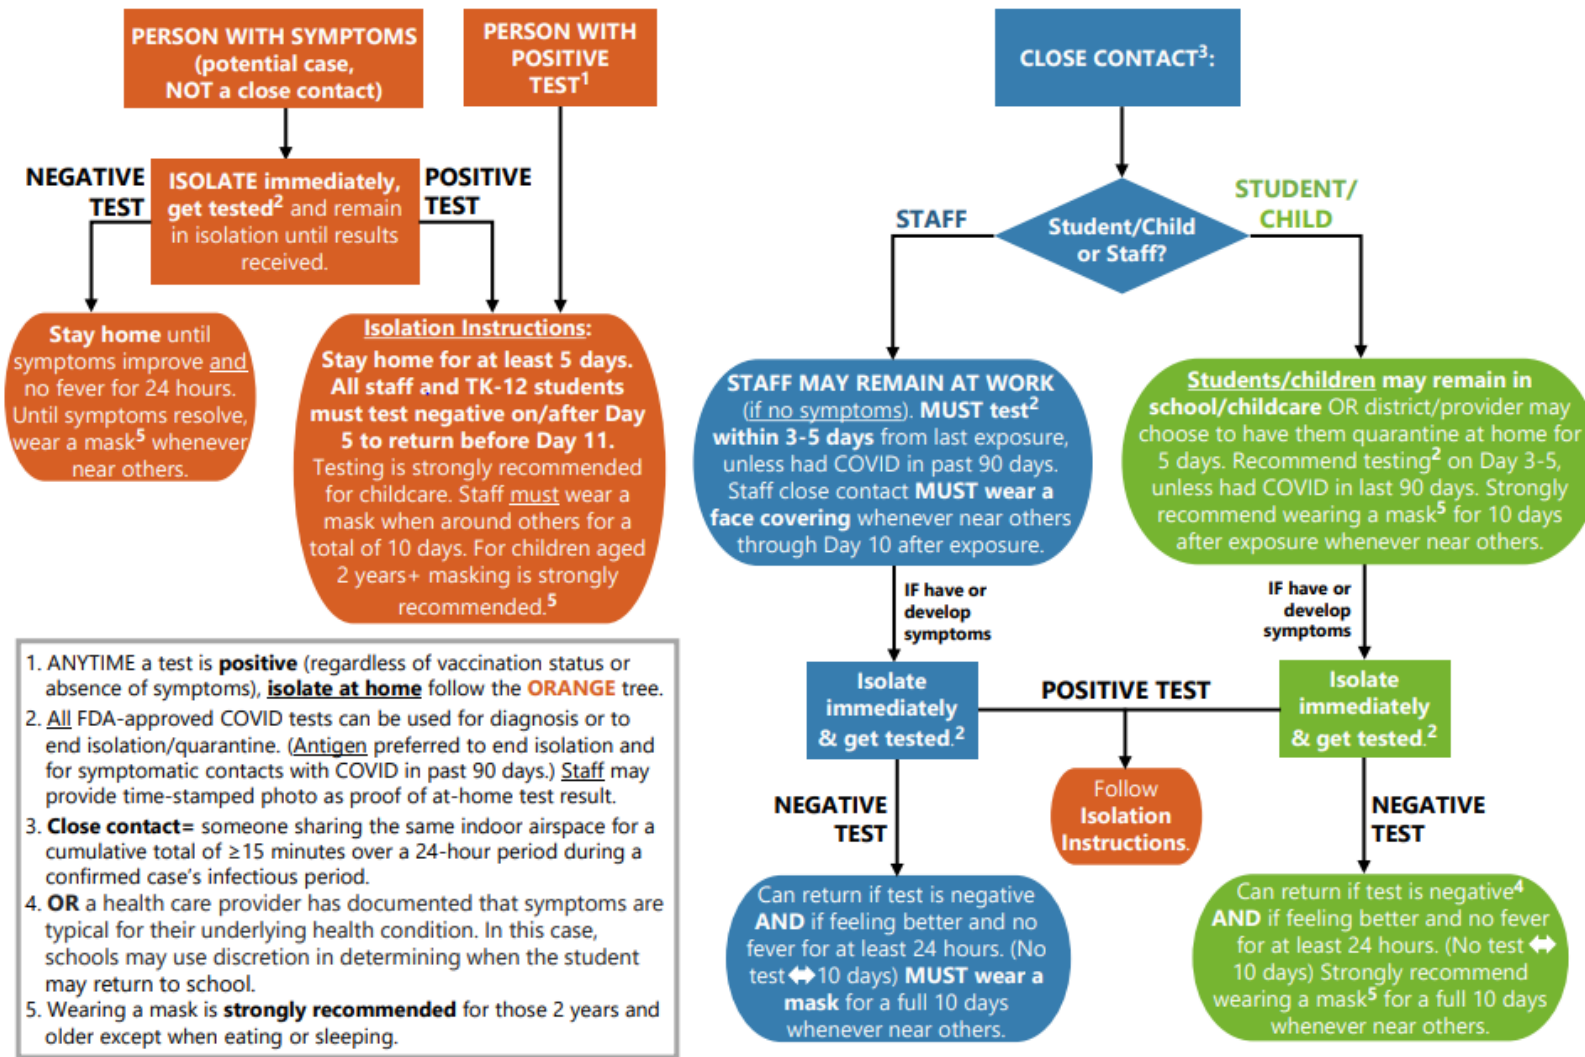 PERSON WITH SYMPTOMS
(potential case,
NOT a close contact)
PERSON WITH
POSITIVE
TEST1
NEGATIVE
TEST
ISOLATE immediately,
get tested2 and remain
in isolation until results
received.
POSITIVE
TEST
Stay home until
symptoms improve and
no fever for 24 hours.
Until symptoms resolve,
wear a mask5 whenever
near others.
Isolation Instructions:
Stay home for at least 5 days.
All staff and TK-12 students
must test negative on/after Day
5 to return before Day 11.
Testing is strongly recommended
for childcare. Staff must wear a
mask when around others for a
total of 10 days. For children aged
2 years+ masking is strongly
recommended.5
1. ANYTIME a test is positive (regardless of vaccination status or
absence of symptoms), isolate at home follow the ORANGE tree.
2. All FDA-approved COVID tests can be used for diagnosis or to
end isolation/quarantine. (Antigen preferred to end isolation and
for symptomatic contacts with COVID in past 90 days.) Staff may
provide time-stamped photo as proof of at-home test result.
3. Close contact= someone sharing the same indoor airspace for a
cumulative total of ≥15 minutes over a 24-hour period during a
confirmed case's infectious period.
4. OR a health care provider has documented that symptoms are
typical for their underlying health condition. In this case,
schools may use discretion in determining when the student
may return to school.
5. Wearing a mask is strongly recommended for those 2 years and
older except when eating or sleeping.
CLOSE CONTACT3:
STAFF
Student/Child
or Staff?
STUDENT/
CHILD
STAFF MAY REMAIN AT WORK
(if no symptoms). MUST test2
within 3-5 days from last exposure,
unless had COVID in past 90 days.
Staff close contact MUST wear a
face covering whenever near others
through Day 10 after exposure.
Students/children may remain in
school/childcare OR district/provider may
choose to have them quarantine at home for
5 days. Recommend testing2 on Day 3-5,
unless had COVID in last 90 days. Strongly
recommend wearing a mask5 for 10 days
after exposure whenever near others.
IF have or
develop
symptoms
IF have or
develop
symptoms
Isolate
immediately
& get tested.2
POSITIVE TEST
Isolate
immediately
& get tested.2
NEGATIVE
TEST
Follow
Isolation
Instructions.
NEGATIVE
TEST
Can return if test is negative
AND if feeling better and no
fever for at least 24 hours. (No
test ⬌ 10 days) MUST wear a
mask for a full 10 days
whenever near others.
Can return if test is negative4
AND if feeling better and no fever
for at least 24 hours. (No test ⬌
10 days) Strongly recommend
wearing a mask5 for a full 10 days
whenever near others.